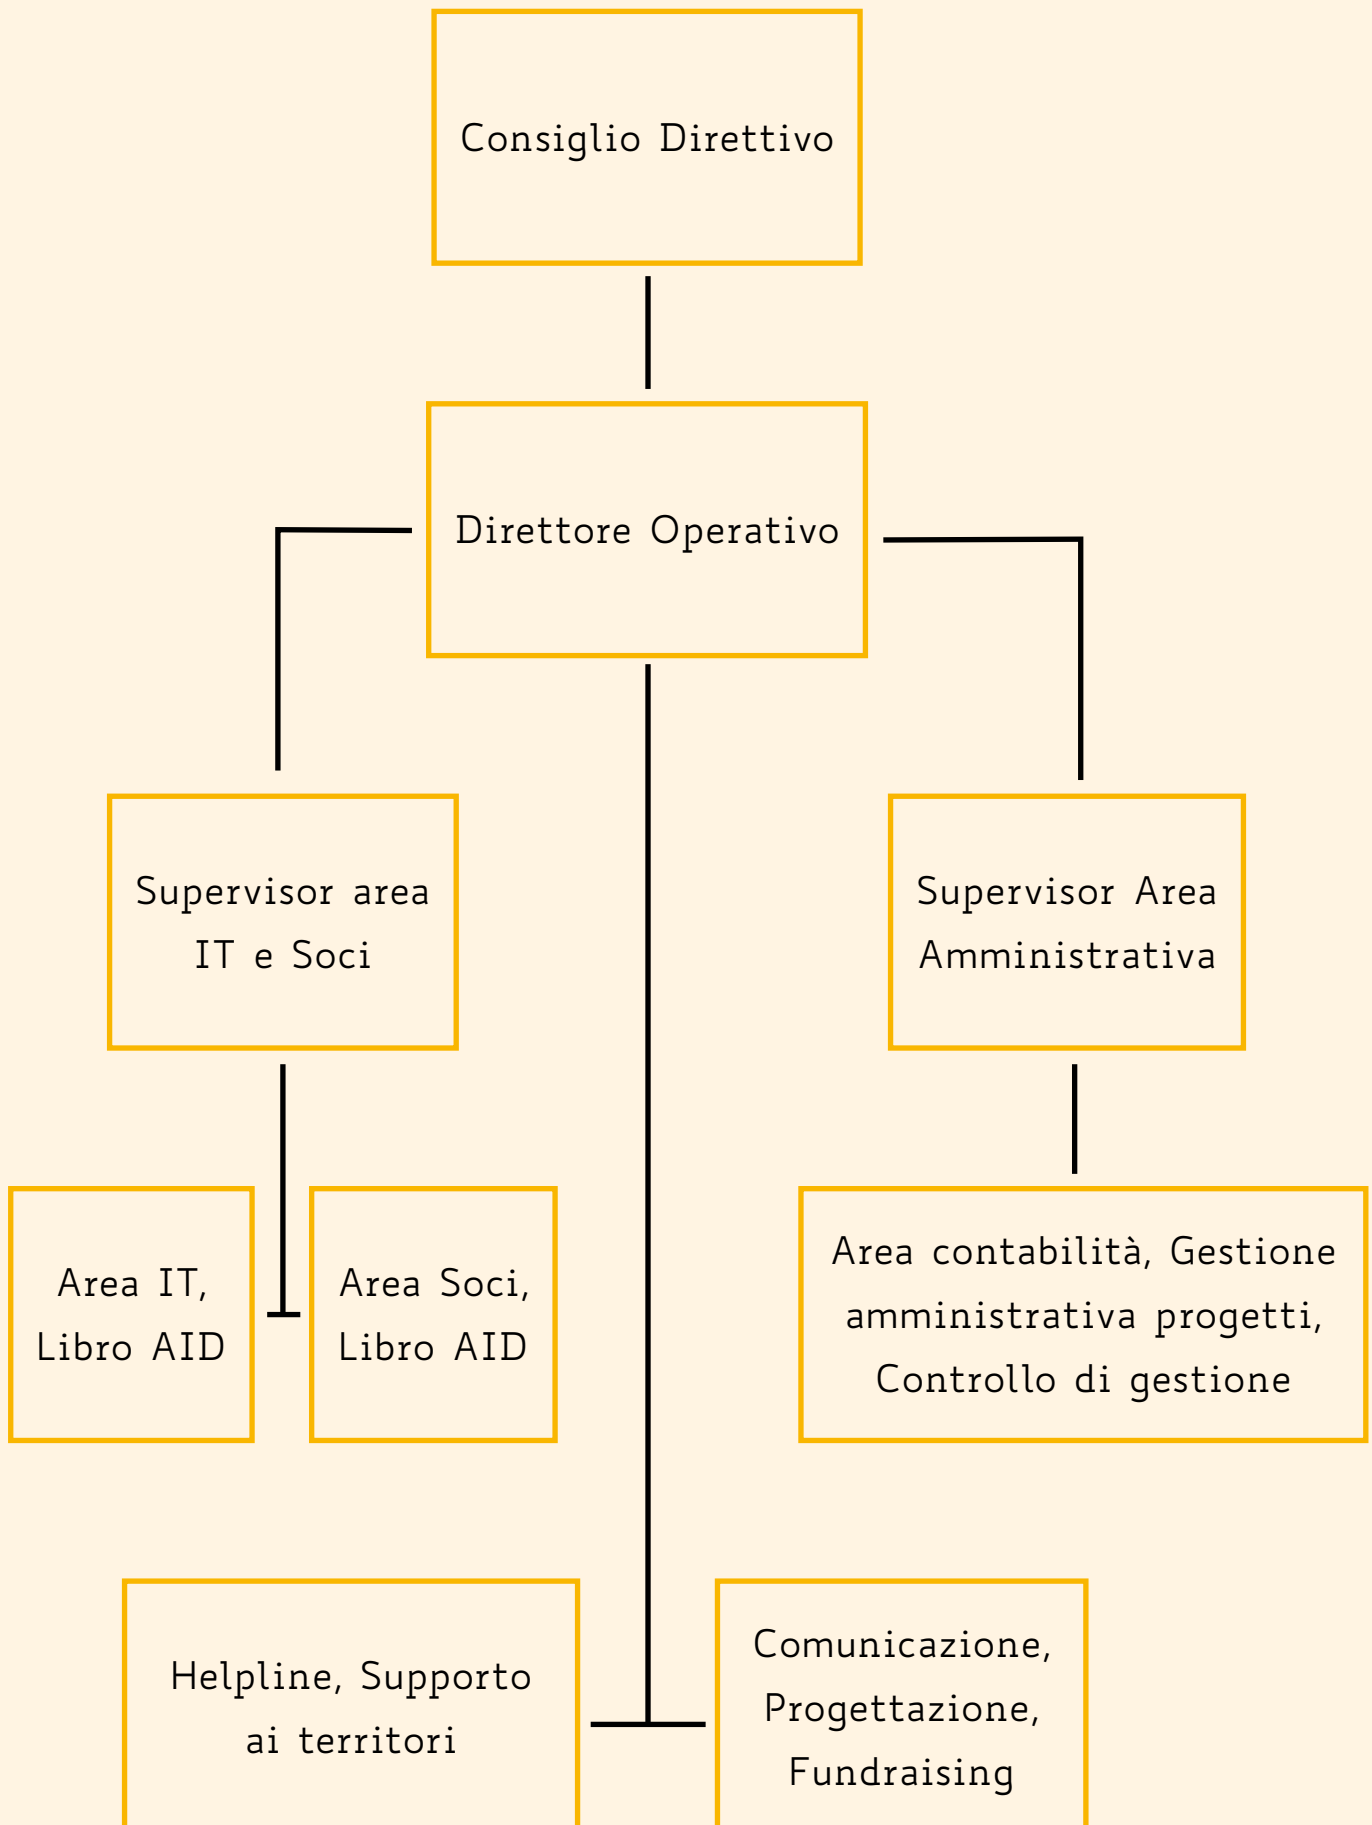 Consiglio Direttivo
Direttore Operativo
Supervisor area
IT e Soci
Supervisor Area
Amministrativa
Area IT,
Libro AID
Area Soci,
Libro AID
Area contabilità, Gestione
amministrativa progetti,
Controllo di gestione
Helpline, Supporto
ai territori
Comunicazione,
Progettazione,
Fundraising